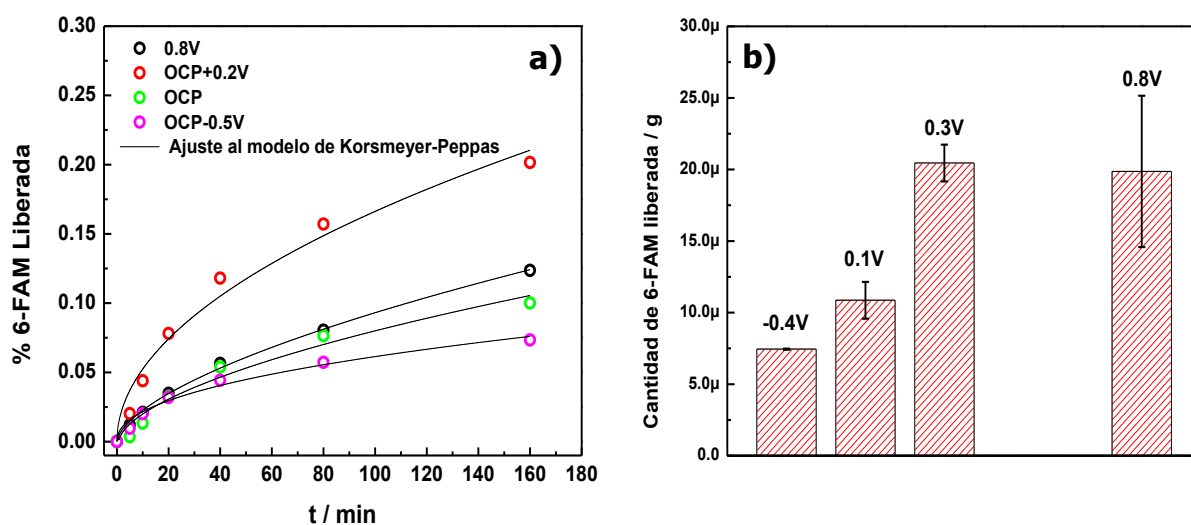 a)
% 6-FAM Liberada
0.30
0.25
0.20
0.15
0.10
0.05
0.00
0.8V
OCP+0.2V
OCP
OCP-0.5V
Ajuste al modelo de Korsmeyer-Peppas
0 20 40 60 80 100 120 140 160 180
t / min
b)
Cantidad de 6-FAM liberada / g
30.0µ
25.0µ
20.0µ
15.0µ
10.0µ
5.0µ
0.0
-0.4V
0.1V
0.3V
0.8V